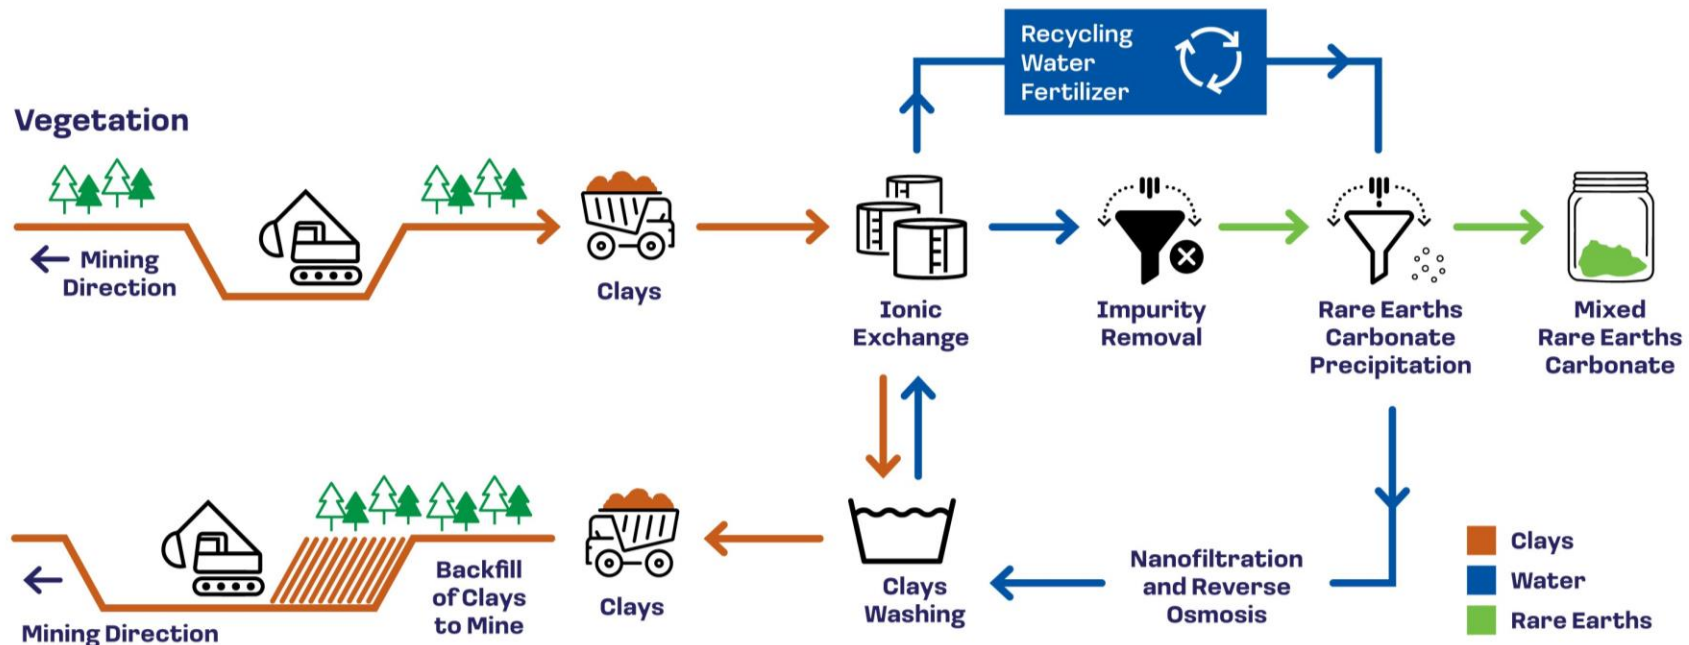 Recycling
Water
Fertilizer
Vegetation
Mining
Direction
Clays
Ionic
Exchange
Impurity
Removal
Rare Earths
Carbonate
Precipitation
Mixed
Rare Earths
Carbonate
Mining Direction
Backfill
of Clays
to Mine
Clays
Clays
Washing
Nanofiltration
and Reverse
Osmosis
Clays
Water
Rare Earths